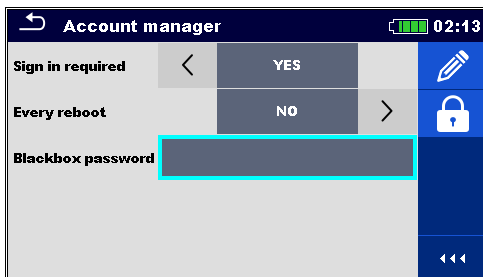 Account manager 02:13
Sign in required YES
Every reboot NO
Blackbox password